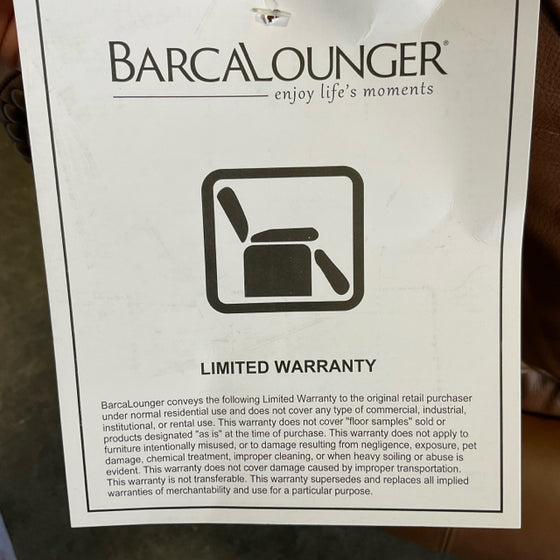 BARCALOUNGER®
enjoy life's moments
LIMITED WARRANTY
BarcaLounger conveys the following Limited Warranty to the original retail purchaser
under normal residential use and does not cover any type of commercial, industrial,
institutional, or rental use. This warranty does not cover "floor samples" sold or
products designated "as is" at the time of purchase. This warranty does not apply to
furniture intentionally misused, or to damage resulting from negligence, exposure, pet
damage, chemical treatment, improper cleaning, or when heavy soiling or abuse is
evident. This warranty does not cover damage caused by improper transportation.
This warranty is not transferable. This warranty supersedes and replaces all implied
warranties of merchantability and use for a particular purpose.